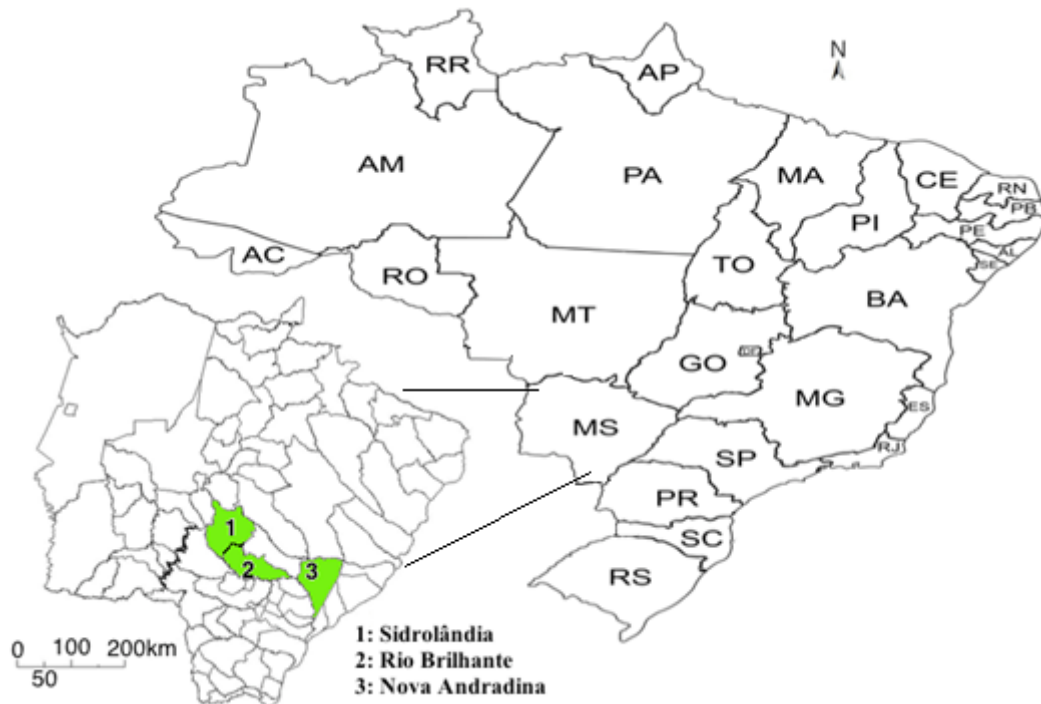 N
RR
AP
AM
PA
MA
CE
RN
PB
PI
PE
AL
SE
AC
RO
TO
BA
MT
GO
DF
MG
ES
MS
RJ
SP
PR
SC
RS
1
2
3
0 100 200km
50
1: Sidrolândia
2: Rio Brilhante
3: Nova Andradina